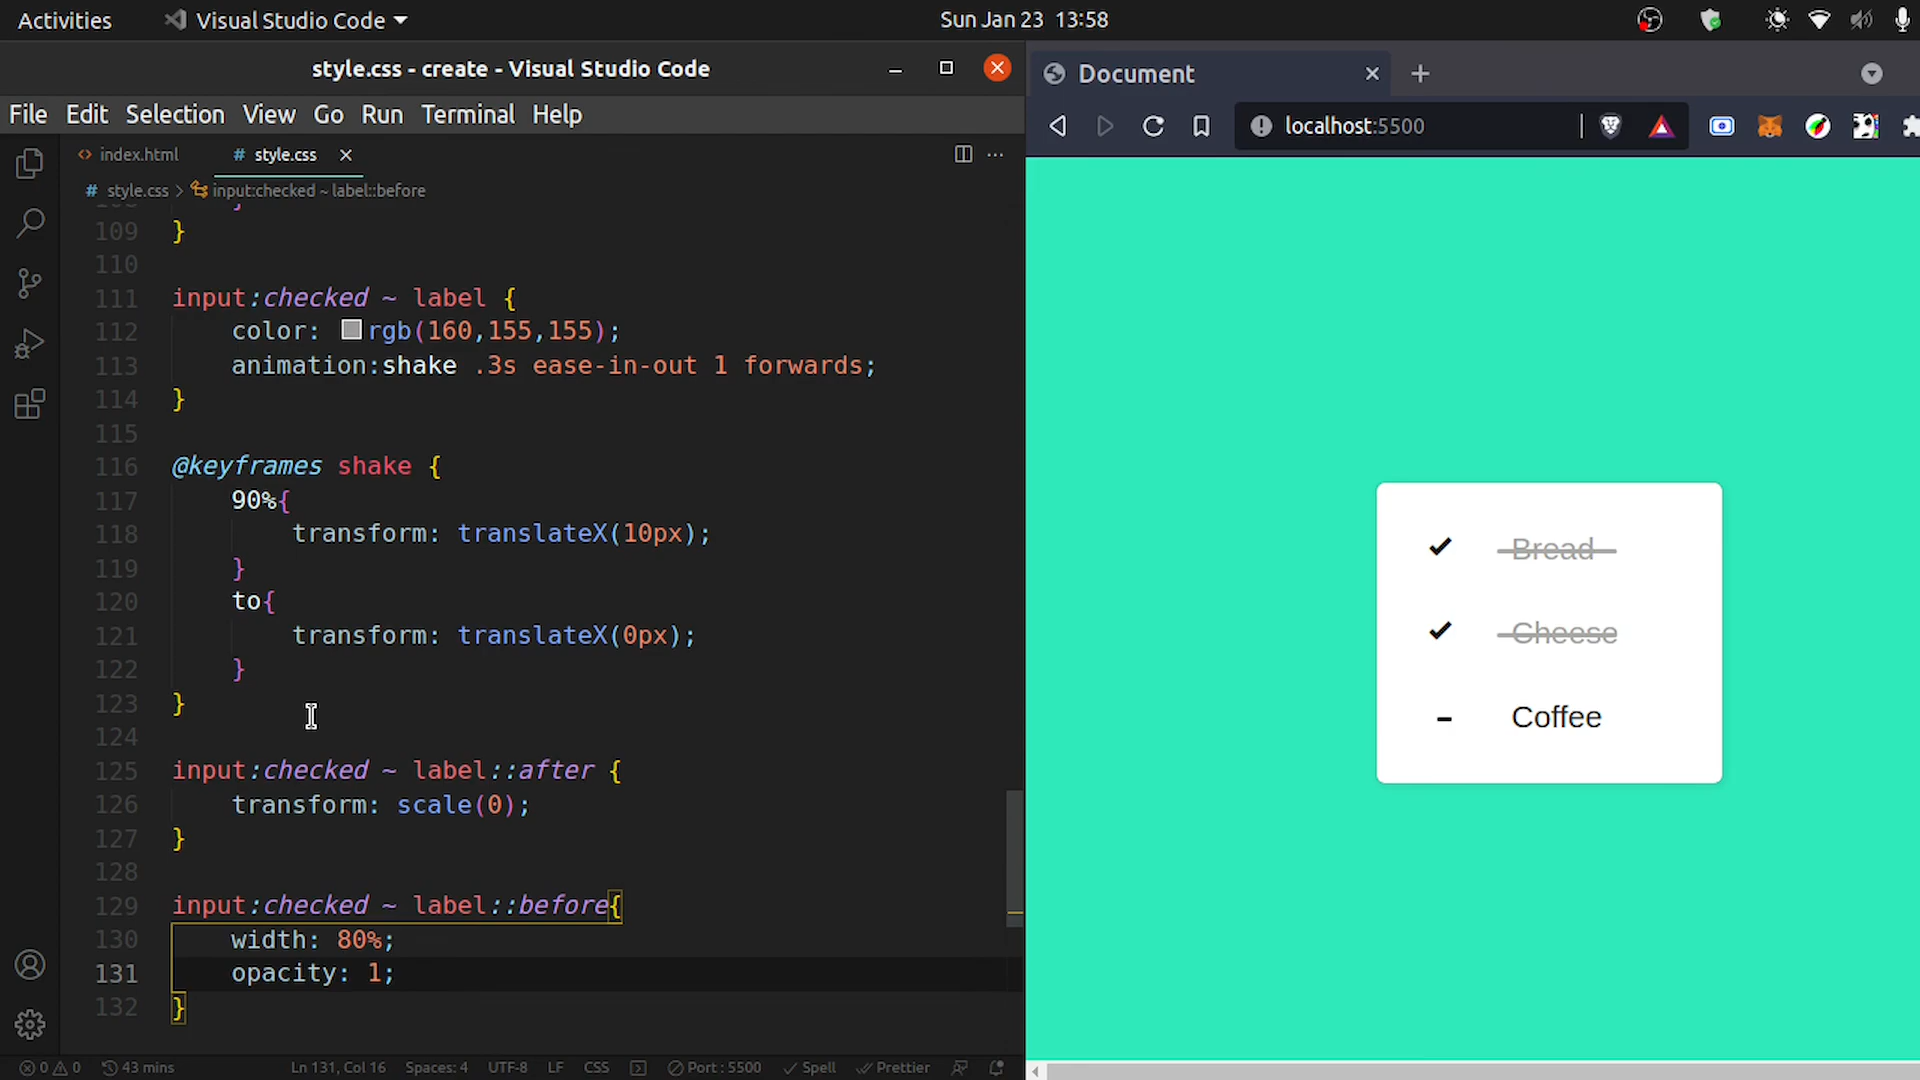 Activities
Visual Studio Code
Sun Jan 23 13:58
style.css - create - Visual Studio Code
File Edit Selection View Go Run Terminal Help
index.html
# style.css
# style.css > input:checked ~ label::before
109 }
110
111 input:checked ~ label {
112 color: rgb(160,155,155);
113 animation:shake .3s ease-in-out 1 forwards;
114 }
115
116 @keyframes shake {
117 90%{
118 transform: translateX(10px);
119 }
120 to{
121 transform: translateX(0px);
122 }
123 }
124
125 input:checked ~ label::after {
126 transform: scale(0);
127 }
128
129 input:checked ~ label::before{
130 width: 80%;
131 opacity: 1;
132 }
0 0 43 mins Ln 131, Col 16 Spaces: 4 UTF-8 LF CSS Port : 5500 Spell Prettier
Document
localhost:5500
Bread
Cheese
Coffee